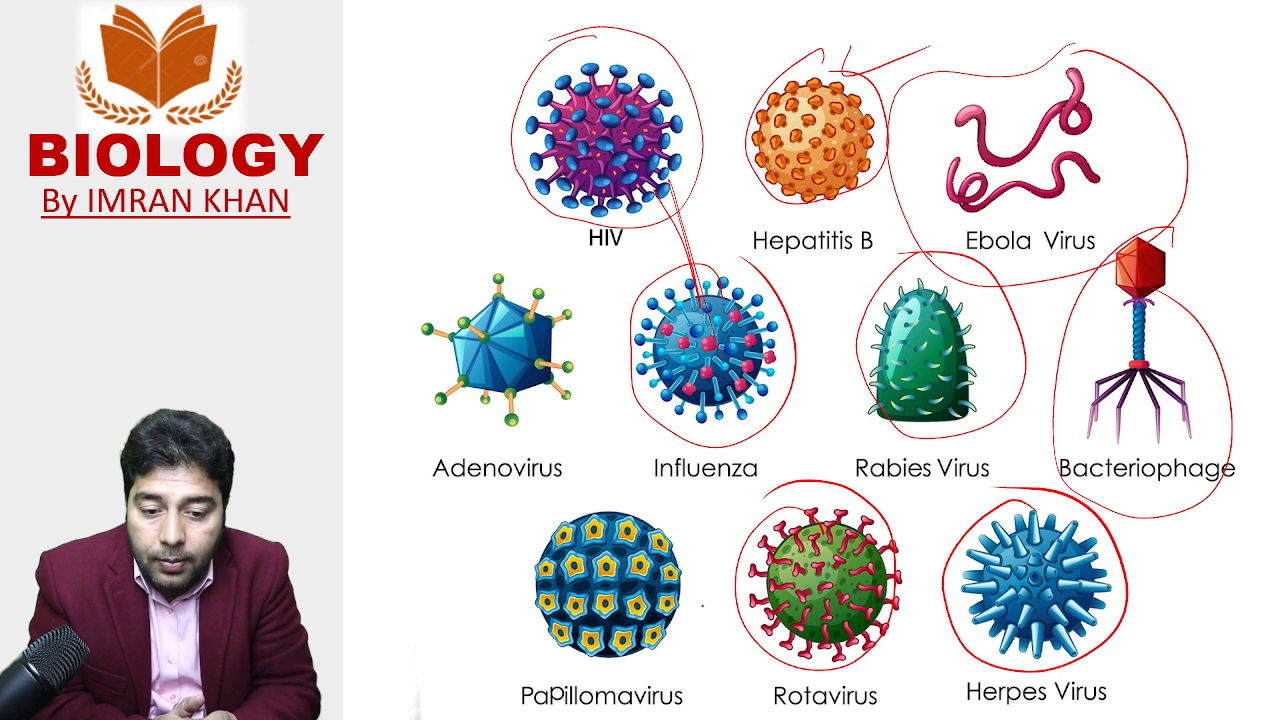 BIOLOGY
By IMRAN KHAN
HIV
Hepatitis B
Ebola Virus
Adenovirus
Influenza
Rabies Virus
Bacteriophage
Papillomavirus
Rotavirus
Herpes Virus